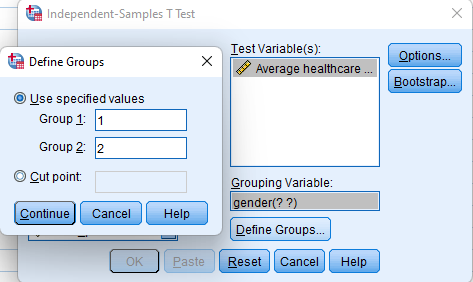 Independent-Samples T Test
Define Groups
Use specified values
Group 1: 1
Group 2: 2
Cut point:
Continue Cancel Help
Test Variable(s):
Average healthcare ...
Options...
Bootstrap...
Grouping Variable:
gender(? ?)
Define Groups...
OK Paste Reset Cancel Help